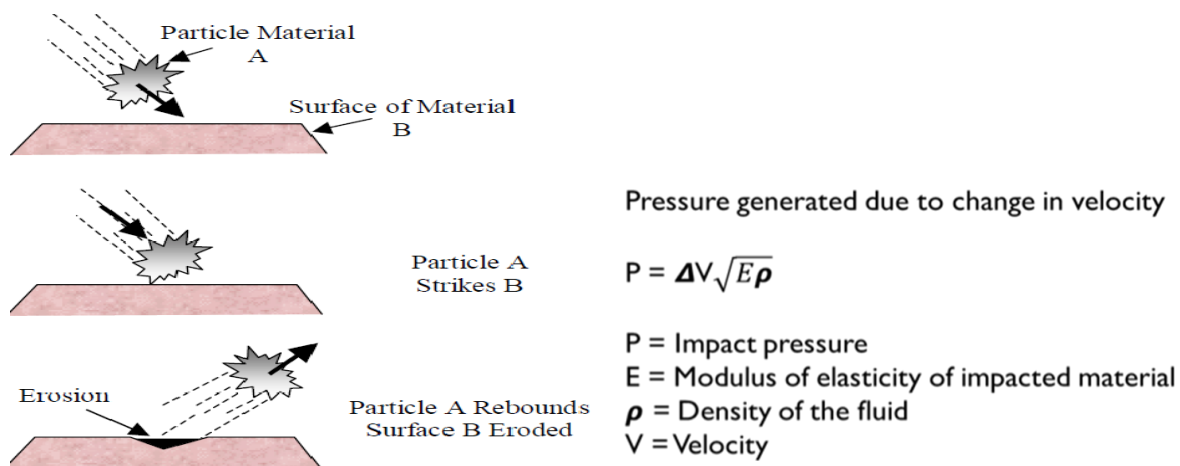 Particle Material
A
Surface of Material
B
Particle A
Strikes B
Erosion
Particle A Rebounds
Surface B Eroded
Pressure generated due to change in velocity
P = ΔV√Eρ
P = Impact pressure
E = Modulus of elasticity of impacted material
ρ = Density of the fluid
V = Velocity